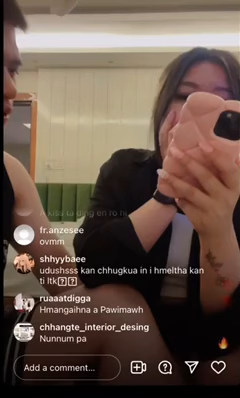 fr.anzesee
ovmm
shhyybaee
udushsss kan chhugkua in i hmeltha kan
ti ltk⍰⍰
ruaaatdigga
Hmangaihna a Pawimawh
chhangte_interior_desing
Nunnum pa
Add a comment...